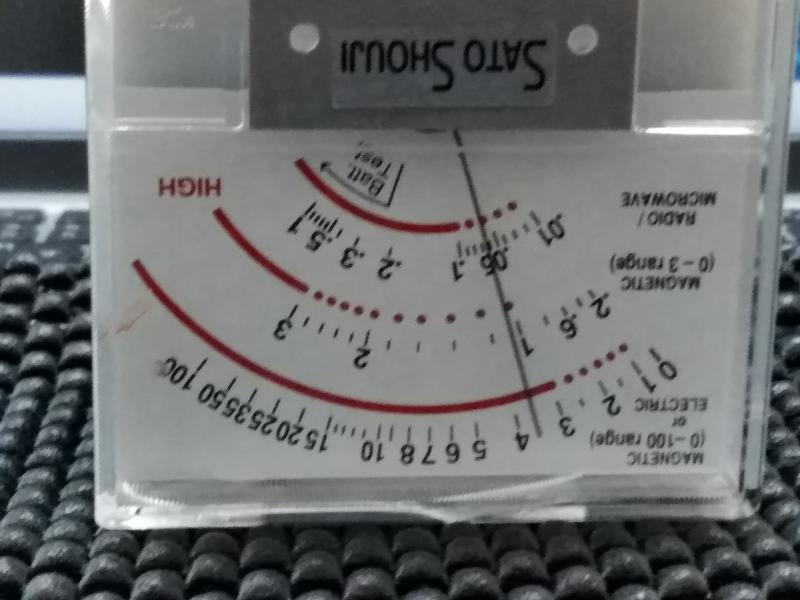 MAGNETIC
(0–100 range)
or
ELECTRIC
0 1 2 3 4 5 6 7 8 10 15 20 25 35 50 100
MAGNETIC
(0–3 range)
.2 .6 1 2 3
RADIO /
MICROWAVE
.01 .05 .1 .2 .3 .5 1
HIGH
Batt.
Test
SATO SHOUJI